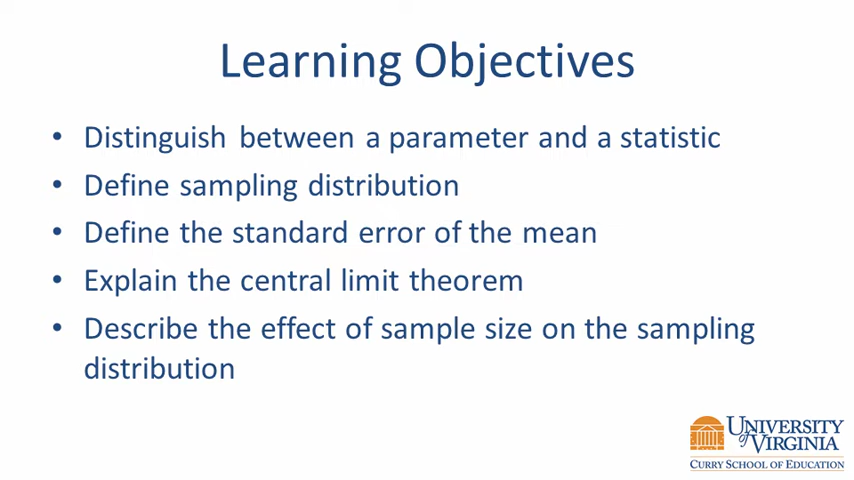 Learning Objectives
• Distinguish between a parameter and a statistic
• Define sampling distribution
• Define the standard error of the mean
• Explain the central limit theorem
• Describe the effect of sample size on the sampling
distribution
UNIVERSITY
of VIRGINIA
CURRY SCHOOL OF EDUCATION